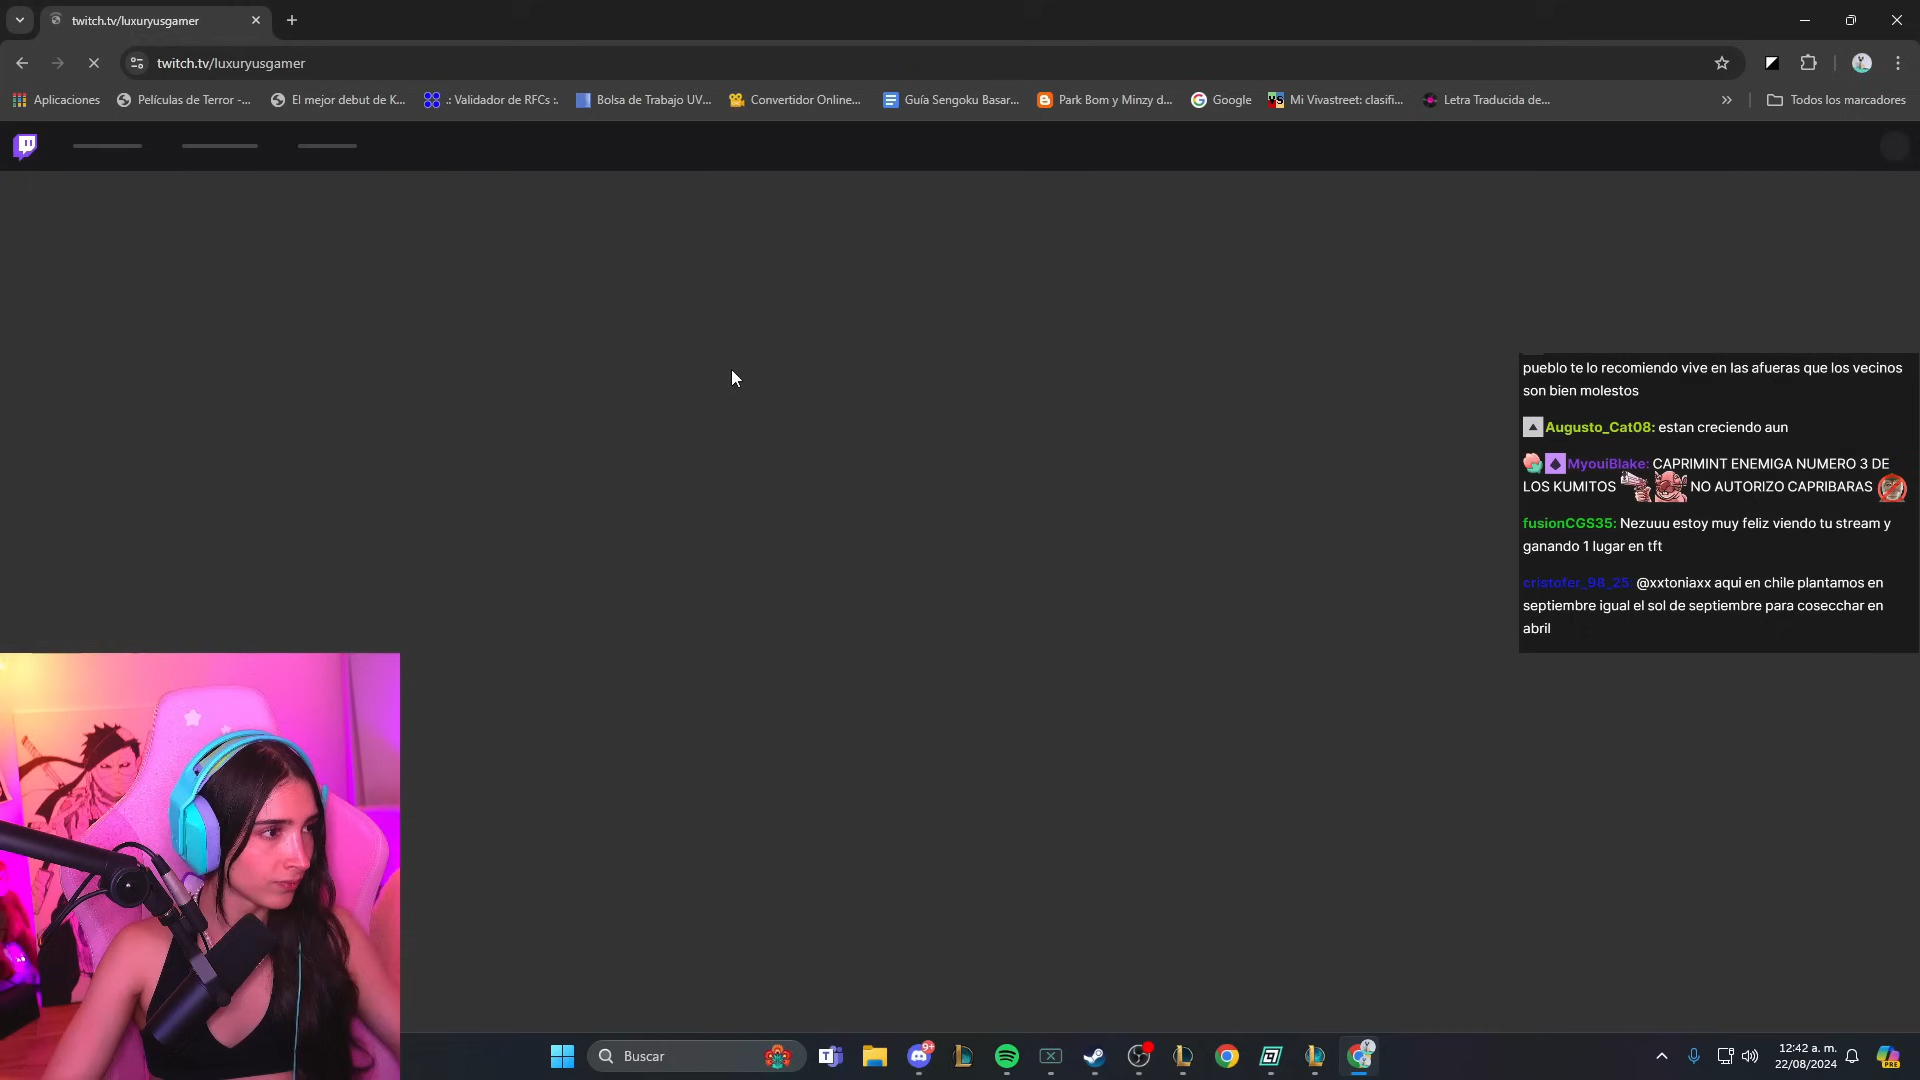 twitch.tv/luxuryusgamer
twitch.tv/luxuryusgamer
Aplicaciones
Películas de Terror -...
El mejor debut de K...
.: Validador de RFCs :.
Bolsa de Trabajo UV...
Convertidor Online...
Guía Sengoku Basar...
Park Bom y Minzy d...
Google
Mi Vivastreet: clasifi...
Letra Traducida de...
Todos los marcadores
pueblo te lo recomiendo vive en las afueras que los vecinos
son bien molestos
Augusto_Cat08: estan creciendo aun
MyouiBlake: CAPRIMINT ENEMIGA NUMERO 3 DE
LOS KUMITOS NO AUTORIZO CAPRIBARAS
fusionCGS35: Nezuuu estoy muy feliz viendo tu stream y
ganando 1 lugar en tft
cristofer_98_25: @xxtoniaxx aqui en chile plantamos en
septiembre igual el sol de septiembre para cosecchar en
abril
Buscar
9+
12:42 a. m.
22/08/2024
PRE